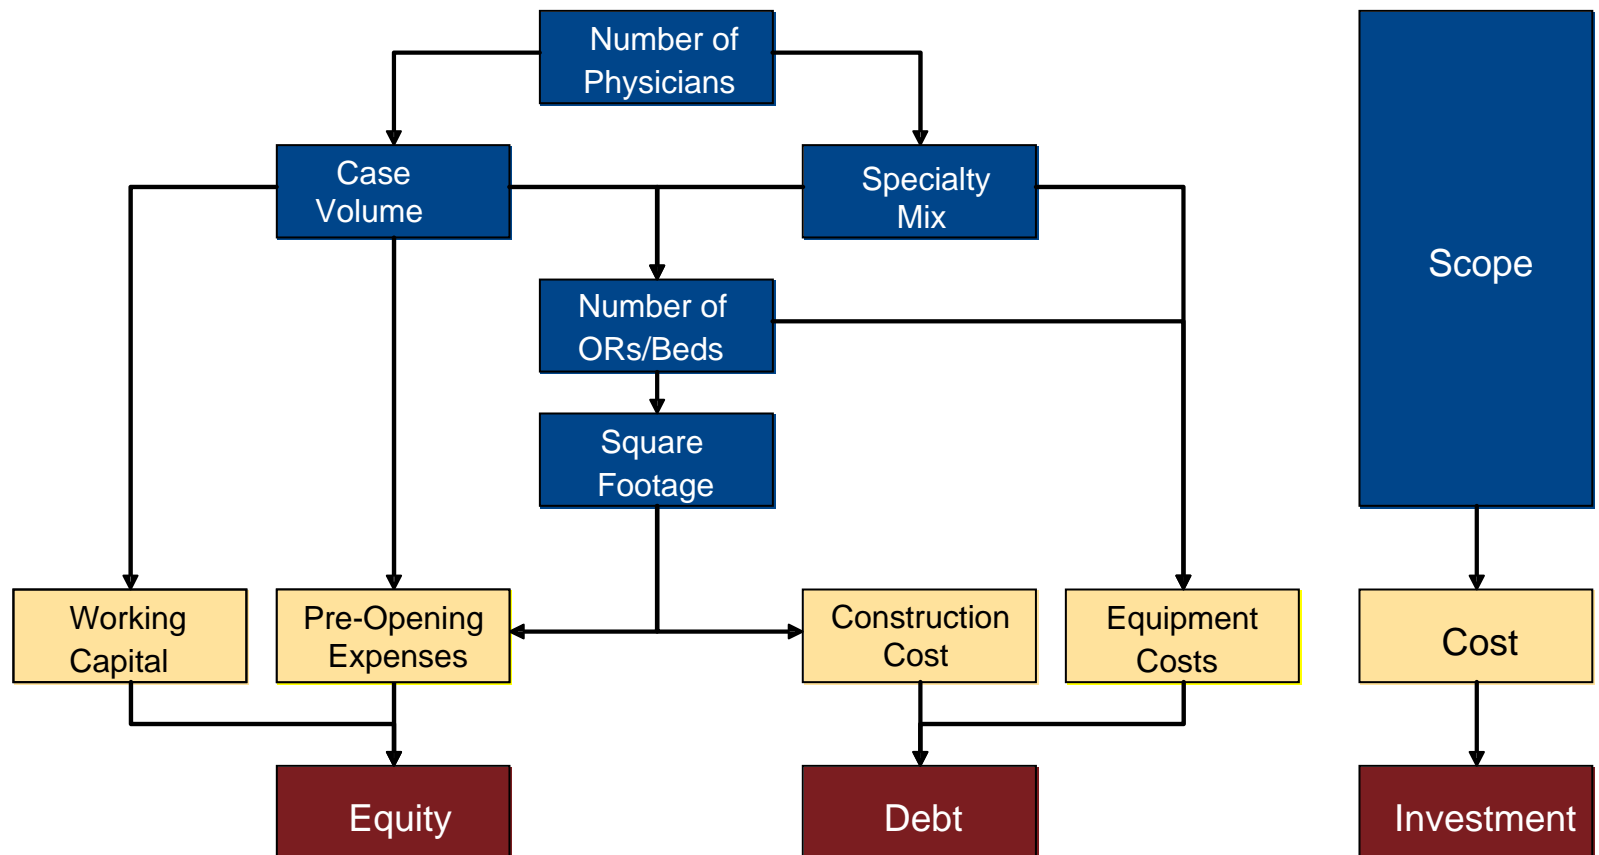 Number of
Physicians
Case
Volume
Specialty
Mix
Scope
Number of
ORs/Beds
Square
Footage
Working
Capital
Pre-Opening
Expenses
Construction
Cost
Equipment
Costs
Cost
Equity
Debt
Investment